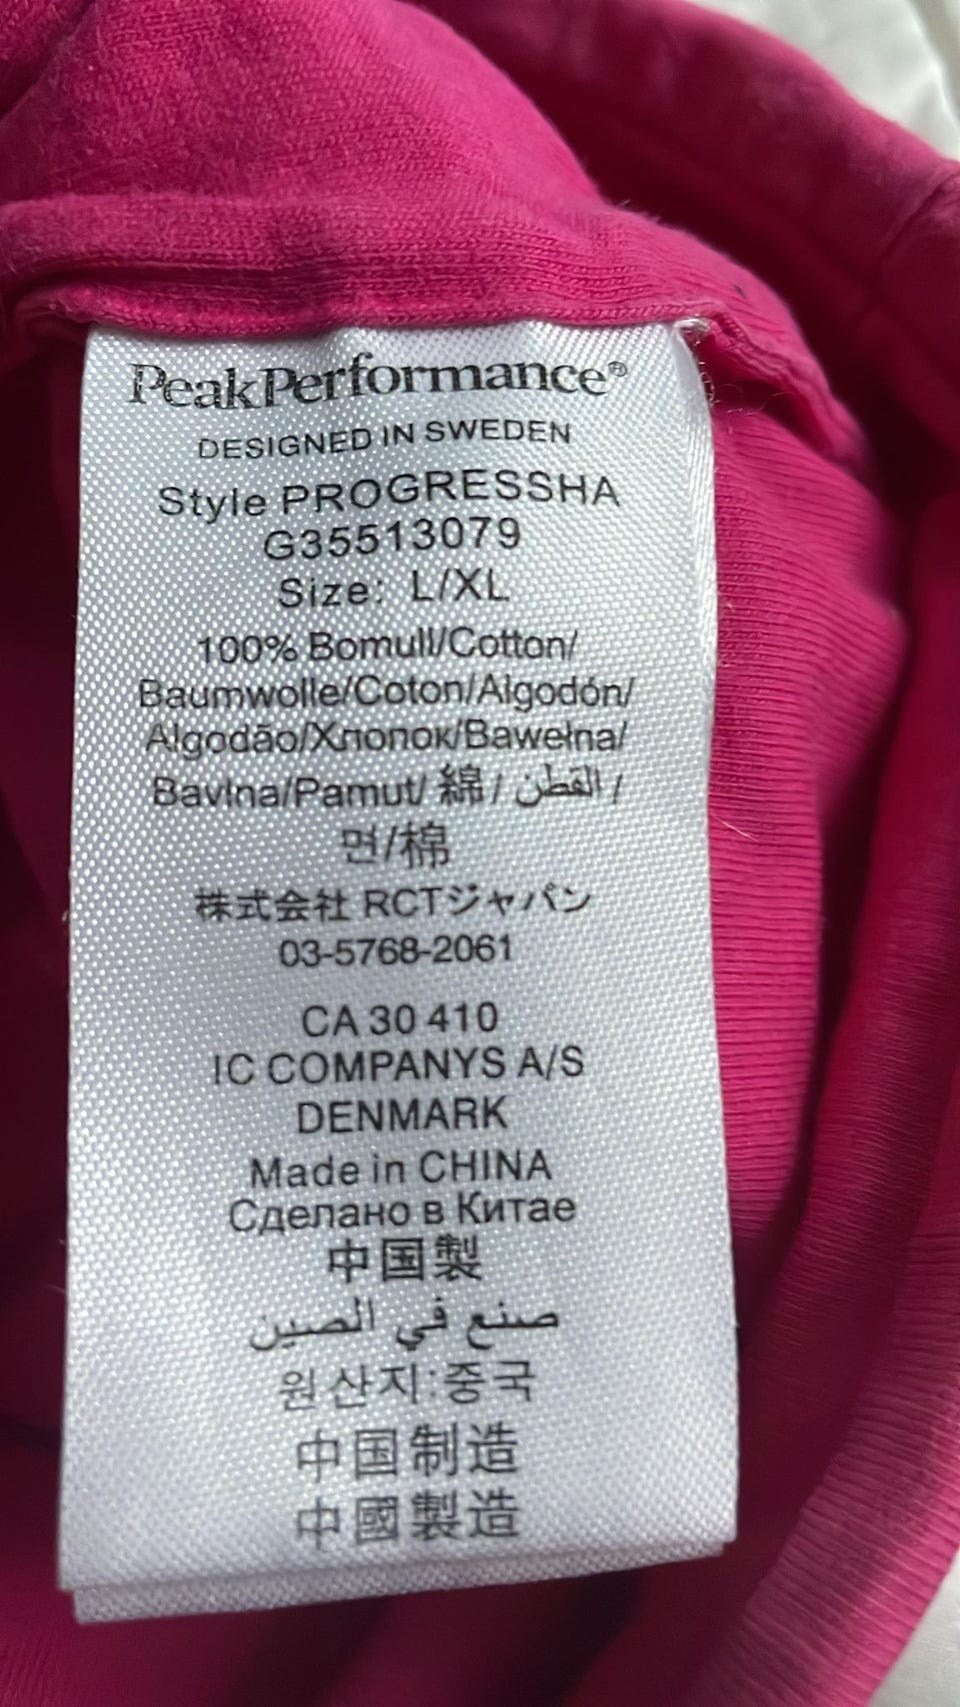 PeakPerformance®
DESIGNED IN SWEDEN
Style PROGRESSHA
G35513079
Size: L/XL
100% Bomull/Cotton/
Baumwolle/Coton/Algodón/
Algodão/Хлопок/Bawełna/
Bavlna/Pamut/ 綿 / القطن /
면/棉
株式会社 RCTジャパン
03-5768-2061
CA 30 410
IC COMPANYS A/S
DENMARK
Made in CHINA
Сделано в Китае
中国製
صنع في الصين
원산지:중국
中国制造
中國製造